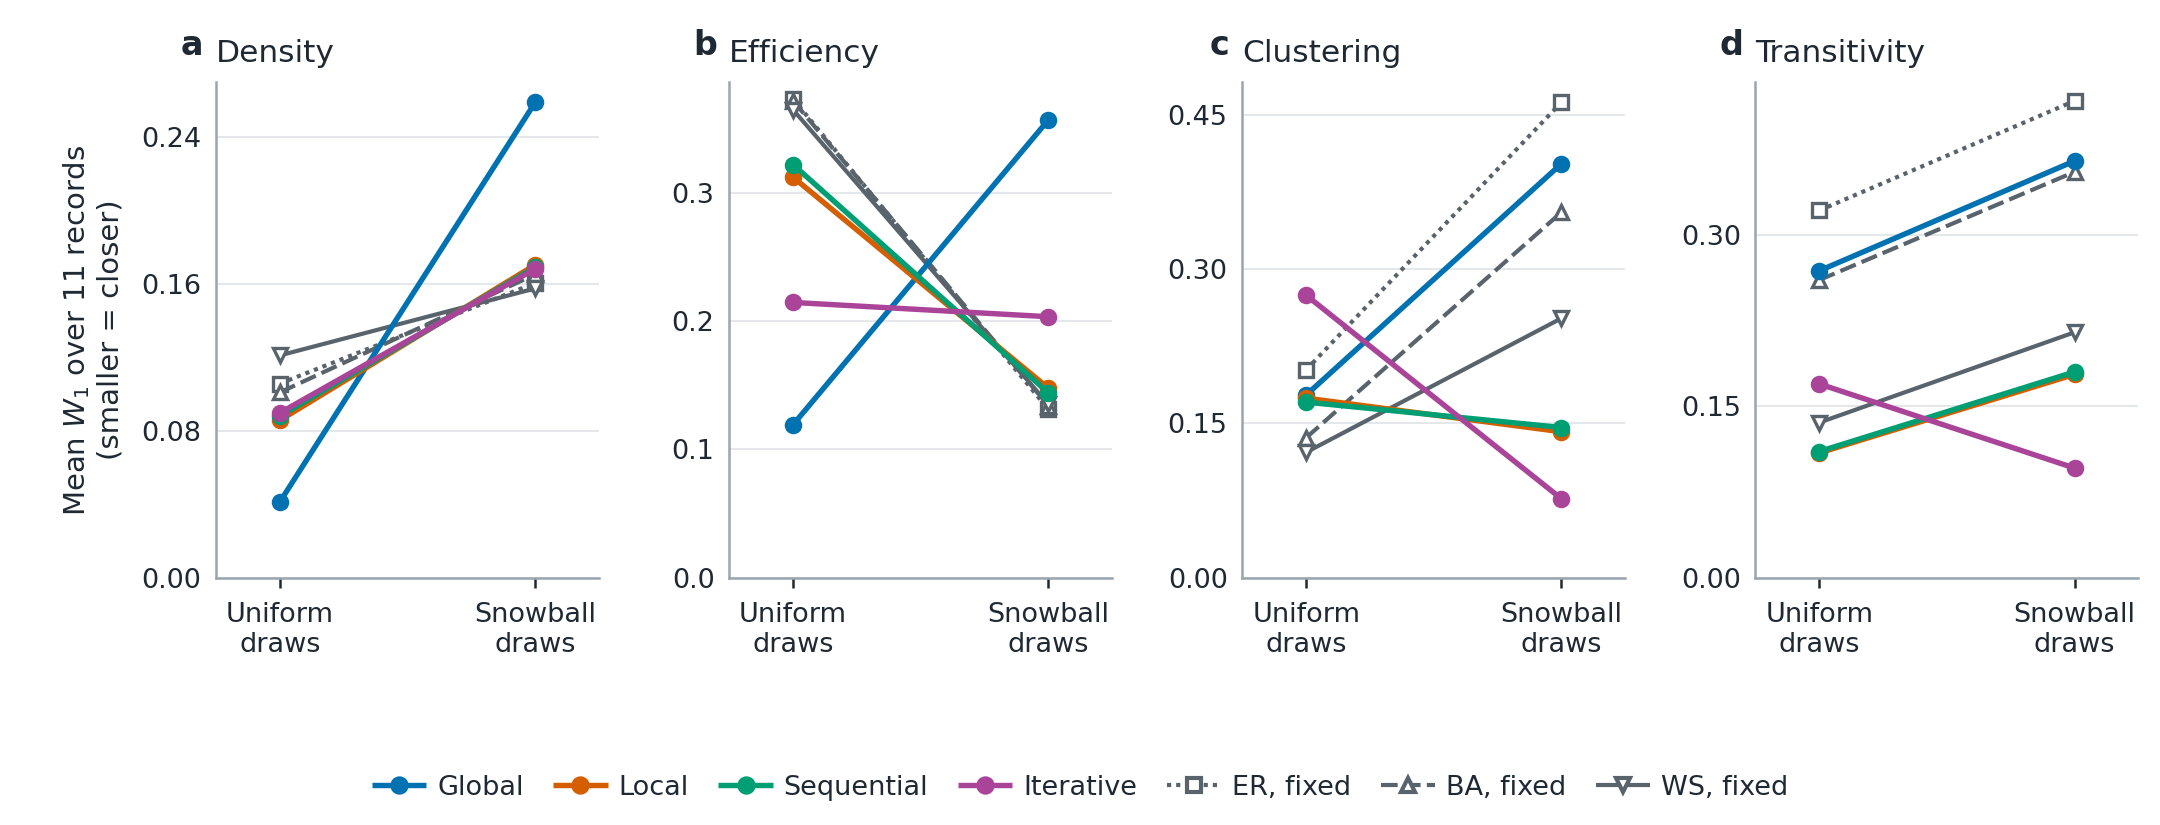 a Density
b Efficiency
c Clustering
d Transitivity
Mean W1 over 11 records
(smaller = closer)
0.24
0.16
0.08
0.00
0.3
0.2
0.1
0.0
0.45
0.30
0.15
0.00
0.30
0.15
0.00
Uniform
draws
Snowball
draws
Uniform
draws
Snowball
draws
Uniform
draws
Snowball
draws
Uniform
draws
Snowball
draws
Global
Local
Sequential
Iterative
ER, fixed
BA, fixed
WS, fixed